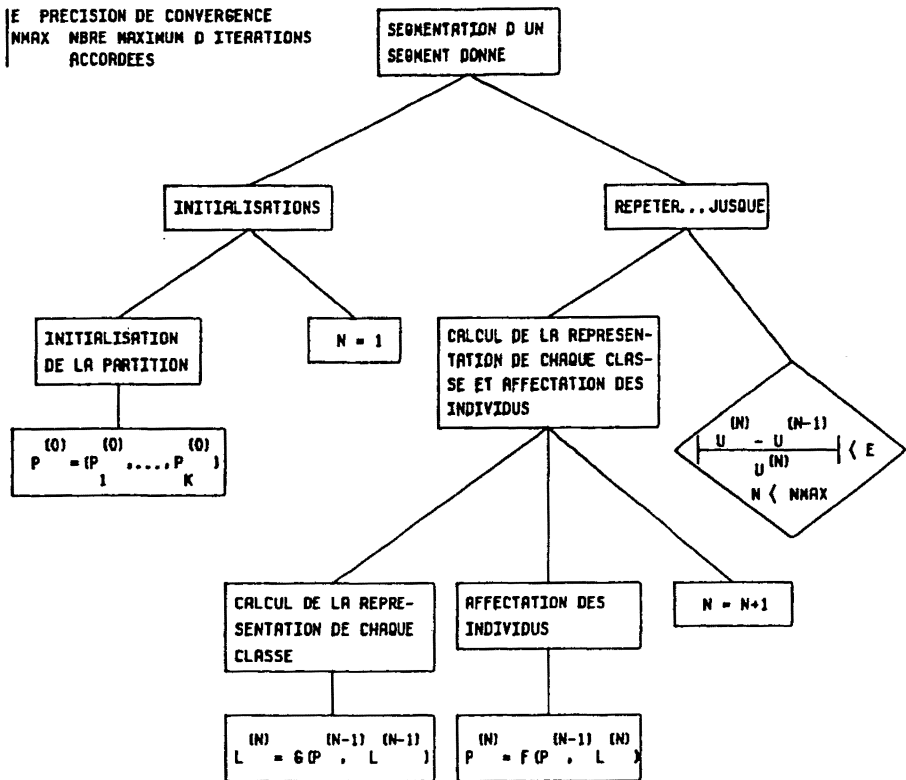 E PRECISION DE CONVERGENCE
NMAX NBRE MAXIMUM D ITERATIONS
ACCORDEES
SEGMENTATION D UN
SEGMENT DONNE
INITIALISATIONS
REPETER...JUSQUE
INITIALISATION
DE LA PARTITION
N = 1
CALCUL DE LA REPRESEN-
TATION DE CHAQUE CLAS-
SE ET AFFECTATION DES
INDIVIDUS
(0) (0) (0)
P = (P ,...,P )
1 K
(N) (N-1)
| U - U | < E
U(N)
N < NMAX
CALCUL DE LA REPRE-
SENTATION DE CHAQUE
CLASSE
AFFECTATION DES
INDIVIDUS
N = N+1
(N) (N-1) (N-1)
L = G(P , L )
(N) (N-1) (N)
P = F(P , L )